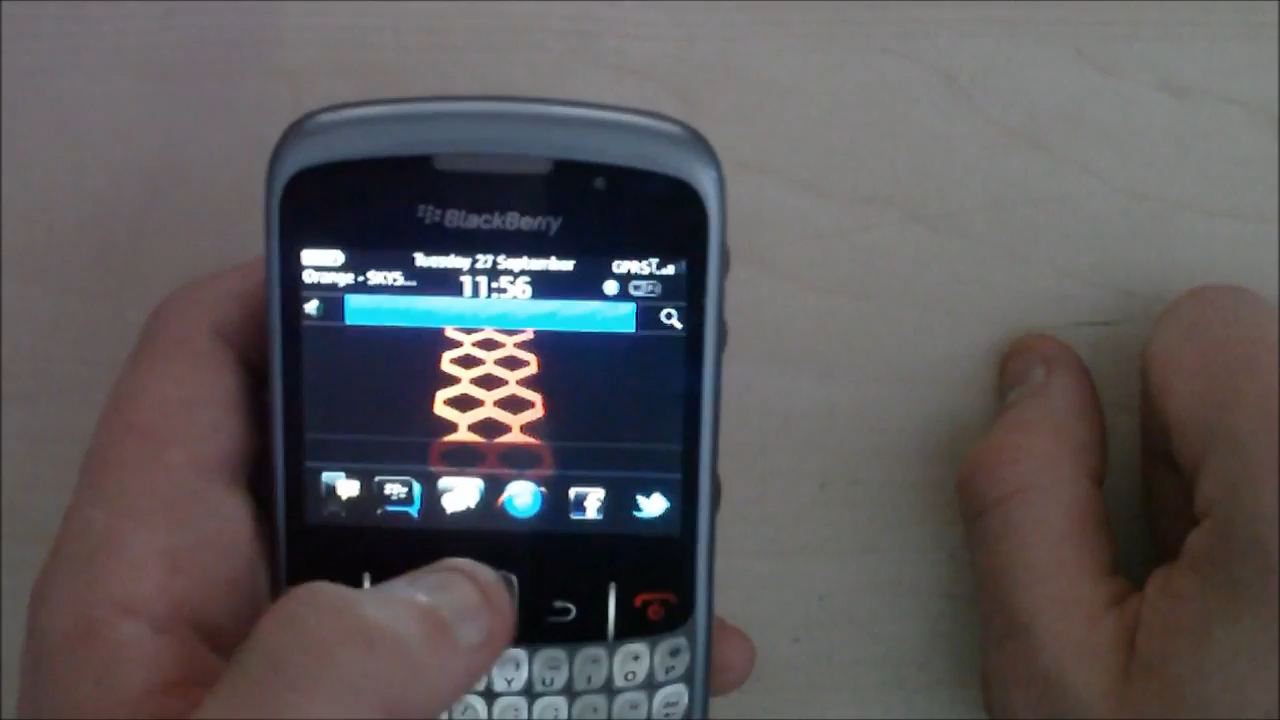 BlackBerry
Tuesday 27 September
GPRS
Orange - SKYS...
11:56
f
Y U I O P